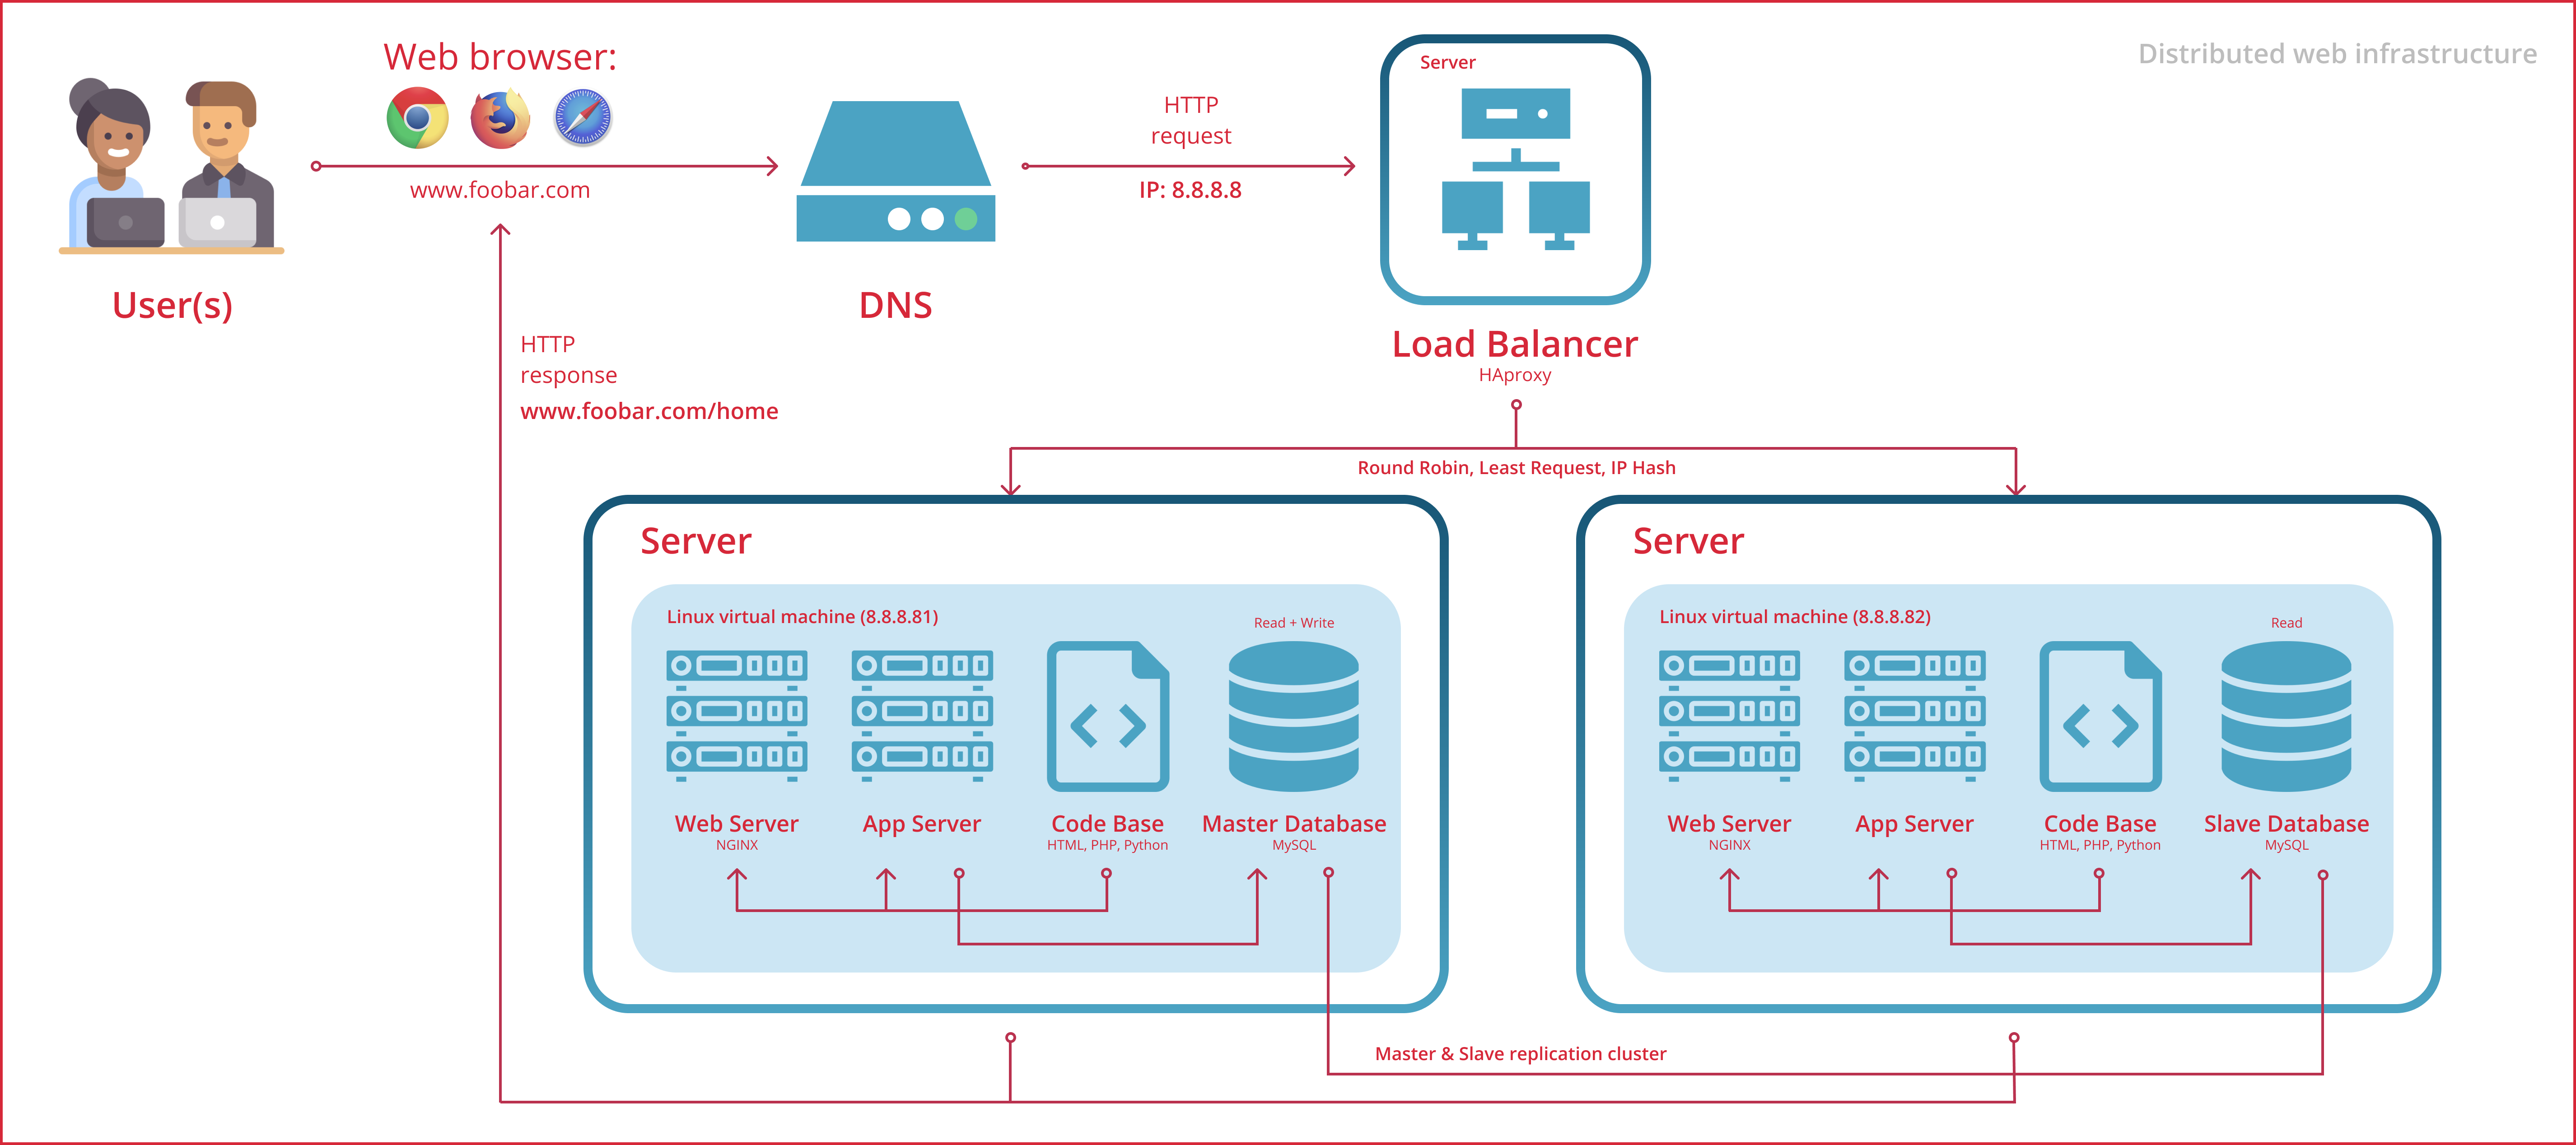 Distributed web infrastructure
Web browser:
www.foobar.com
User(s)
DNS
HTTP
request
IP: 8.8.8.8
Server
Load Balancer
HAproxy
HTTP
response
www.foobar.com/home
Round Robin, Least Request, IP Hash
Server
Linux virtual machine (8.8.8.81)
Read + Write
Web Server
NGINX
App Server
Code Base
HTML, PHP, Python
Master Database
MySQL
Server
Linux virtual machine (8.8.8.82)
Read
Web Server
NGINX
App Server
Code Base
HTML, PHP, Python
Slave Database
MySQL
Master & Slave replication cluster